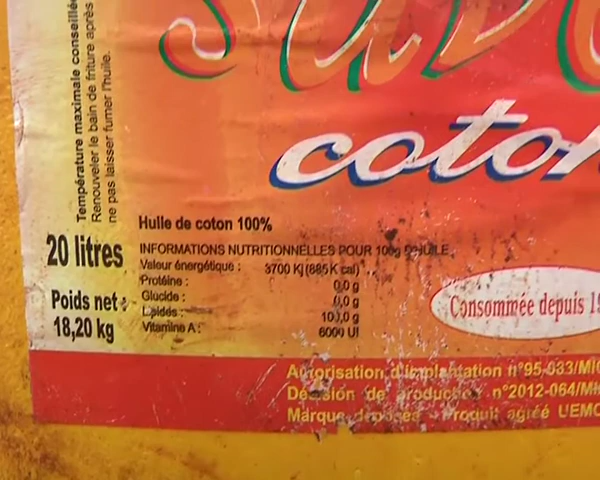 Température maximale conseillée
Renouveler le bain de friture après
ne pas laisser fumer l'huile.
coton
Huile de coton 100%
20 litres
Poids net :
18,20 kg
INFORMATIONS NUTRITIONNELLES POUR 100g D'HUILE
Valeur énergétique : 3700 Kj (885 K cal)
Protéine : 0,0 g
Glucide : 0,0 g
Lipides : 100,0 g
Vitamine A : 6000 UI
Consommée depuis
Autorisation d'implantation n°95-033/
Décision de production n°2012-064/
Marque déposée Produit agréé UEMO